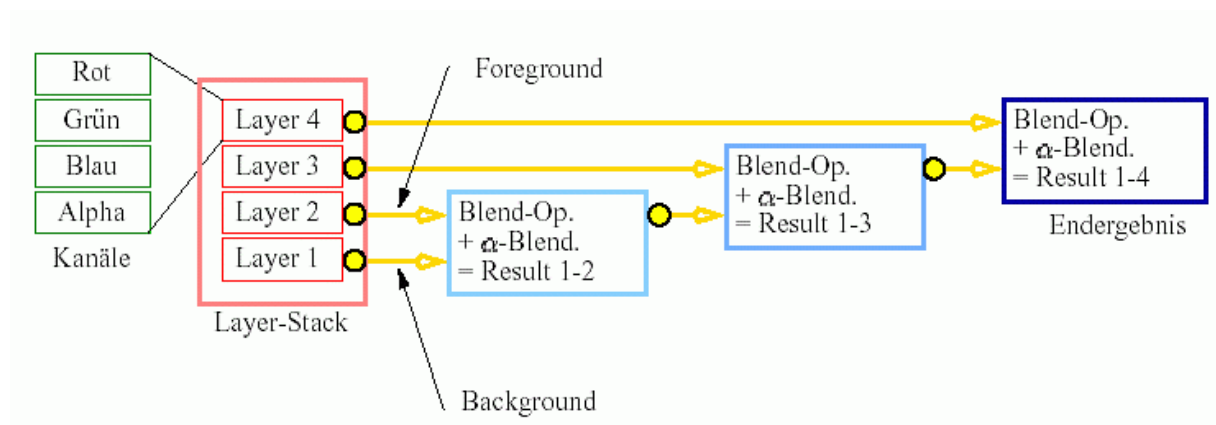 Rot
Grün
Blau
Alpha
Kanäle
Layer 4
Layer 3
Layer 2
Layer 1
Layer-Stack
Foreground
Background
Blend-Op.
+ α-Blend.
= Result 1-2
Blend-Op.
+ α-Blend.
= Result 1-3
Blend-Op.
+ α-Blend.
= Result 1-4
Endergebnis